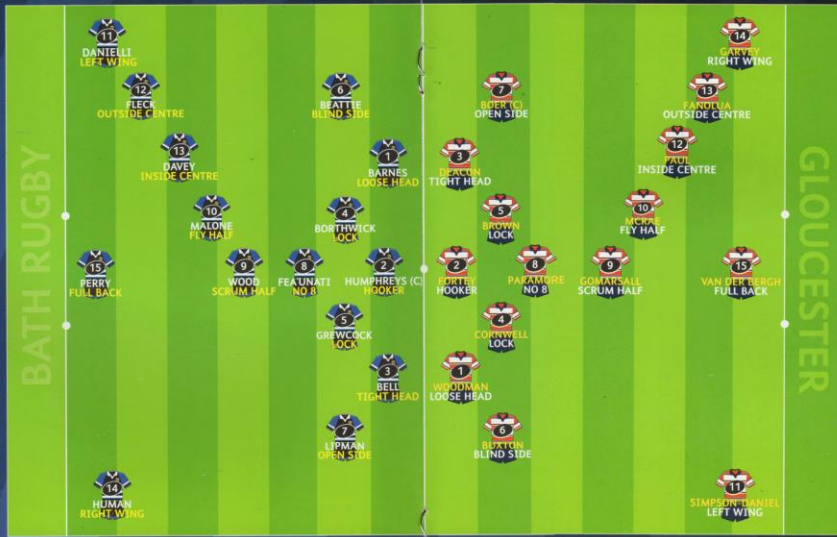 BATH RUGBY
11
DANIELLI
LEFT WING
12
FLECK
OUTSIDE CENTRE
13
DAVEY
INSIDE CENTRE
10
MALONE
FLY HALF
15
PERRY
FULL BACK
9
WOOD
SCRUM HALF
8
FEAUNATI
NO 8
14
HUMAN
RIGHT WING
6
BEATTIE
BLIND SIDE
1
BARNES
LOOSE HEAD
4
BORTHWICK
LOCK
2
HUMPHREYS (C)
HOOKER
5
GREWCOCK
LOCK
3
BELL
TIGHT HEAD
7
LIPMAN
OPEN SIDE
7
BOER (C)
OPEN SIDE
3
DEACON
TIGHT HEAD
5
BROWN
LOCK
2
FORTEY
HOOKER
8
PARAMORE
NO 8
4
CORNWELL
LOCK
1
WOODMAN
LOOSE HEAD
6
BUXTON
BLIND SIDE
14
GARVEY
RIGHT WING
13
FANOLUA
OUTSIDE CENTRE
12
PAUL
INSIDE CENTRE
10
MCRAE
FLY HALF
9
GOMARSALL
SCRUM HALF
15
VAN DER BERGH
FULL BACK
11
SIMPSON DANIEL
LEFT WING
GLOUCESTER